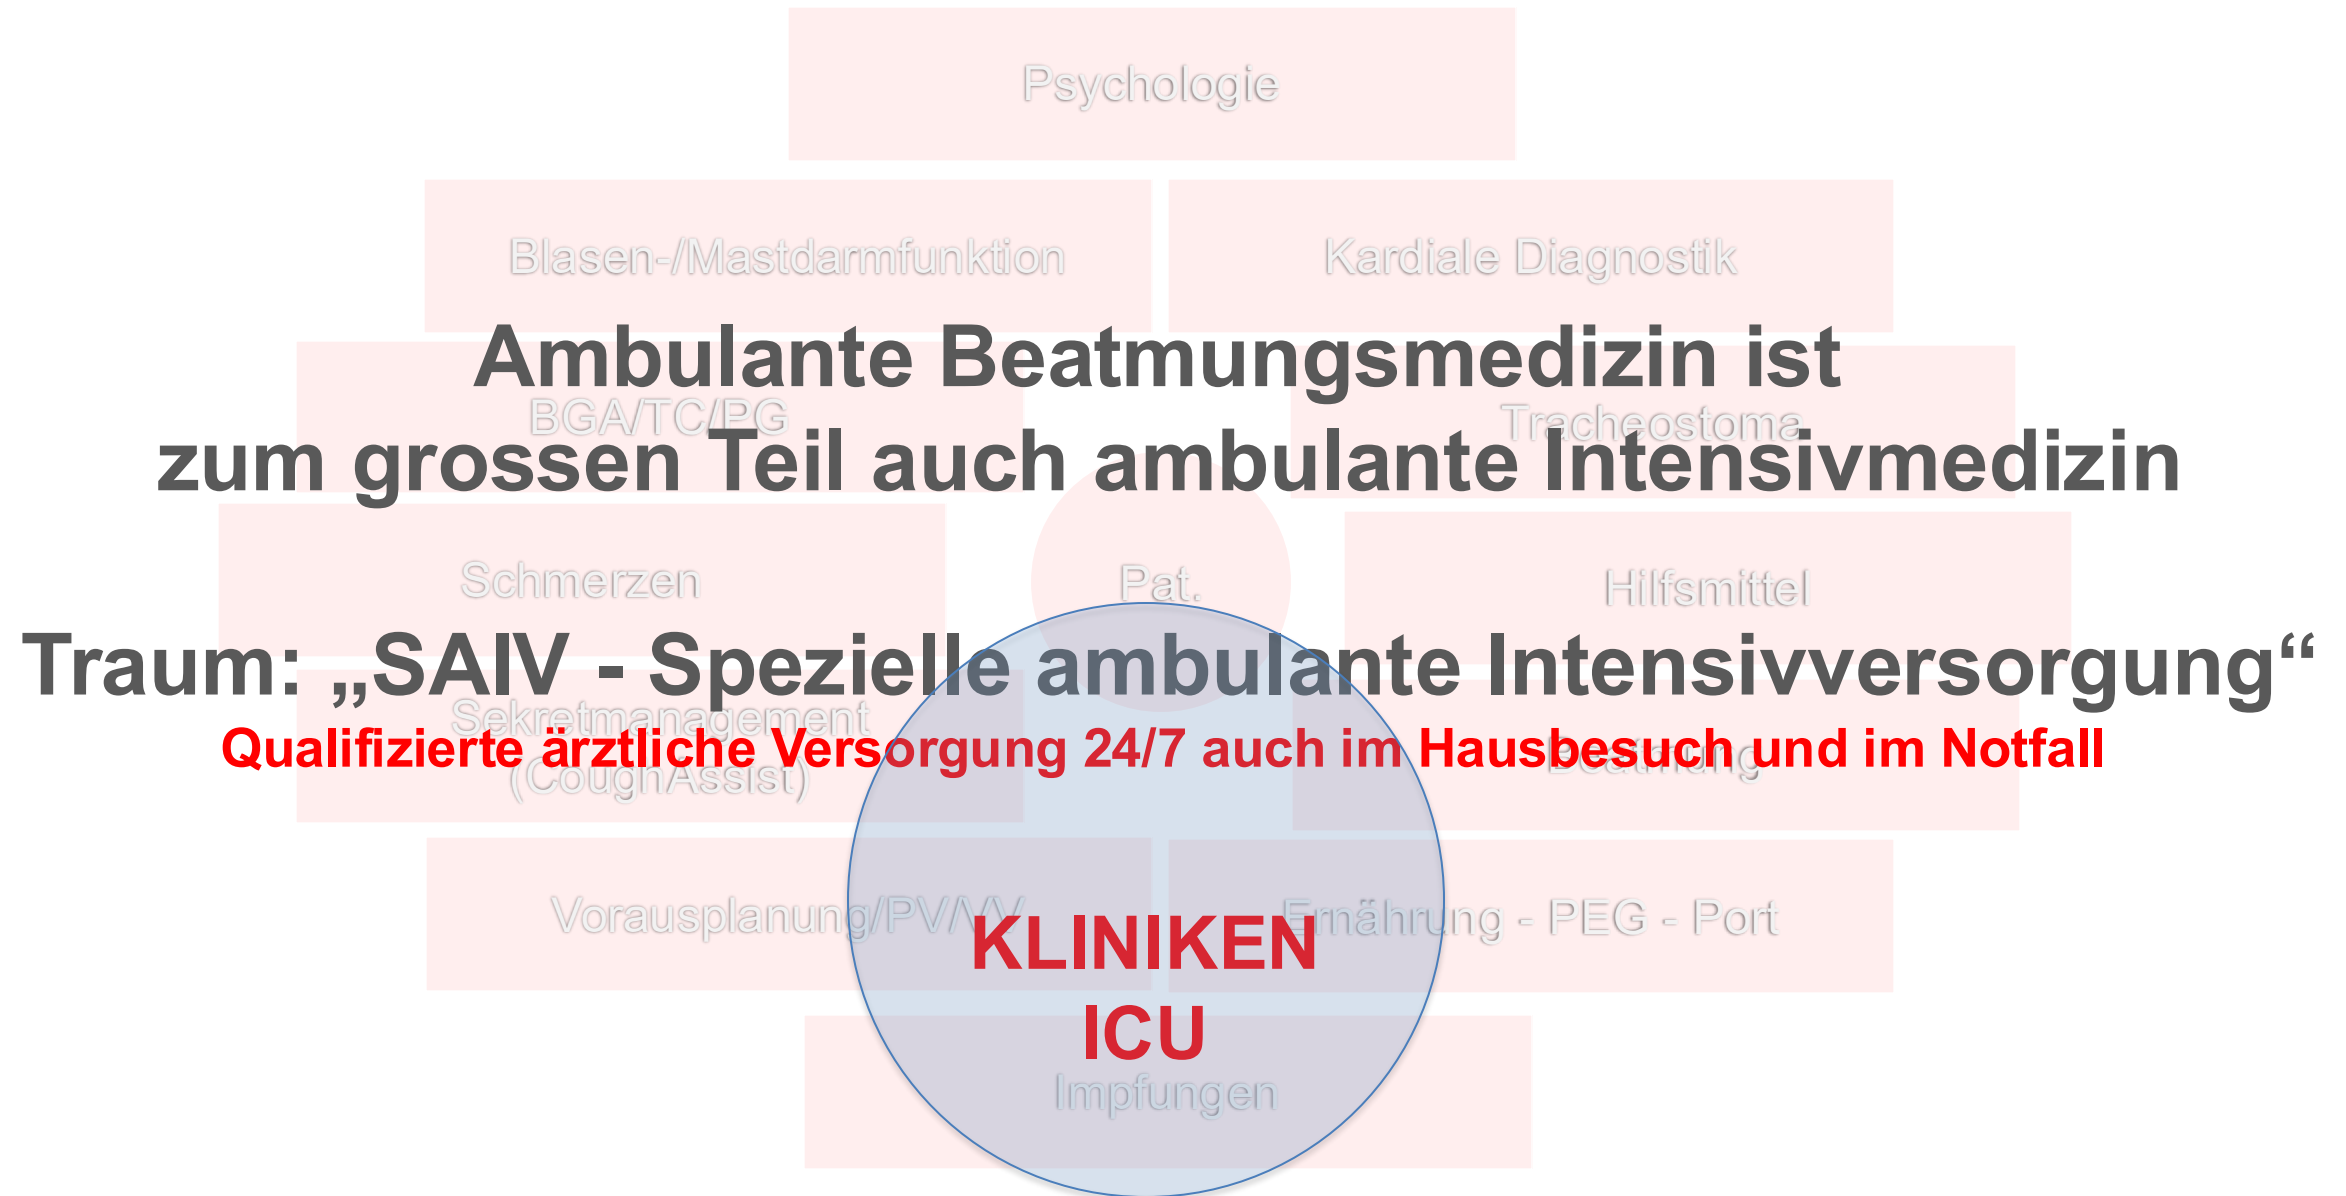 Psychologie
Blasen-/Mastdarmfunktion
Kardiale Diagnostik
Ambulante Beatmungsmedizin ist
BGA/TC/PG
Tracheostoma
zum grossen Teil auch ambulante Intensivmedizin
Schmerzen
Pat.
Hilfsmittel
Traum: „SAIV - Spezielle ambulante Intensivversorgung“
Sekretmanagement
(CoughAssist)
Qualifizierte ärztliche Versorgung 24/7 auch im Hausbesuch und im Notfall
Beatmung
Vorausplanung/PV/VV
Ernährung - PEG - Port
KLINIKEN
ICU
Impfungen